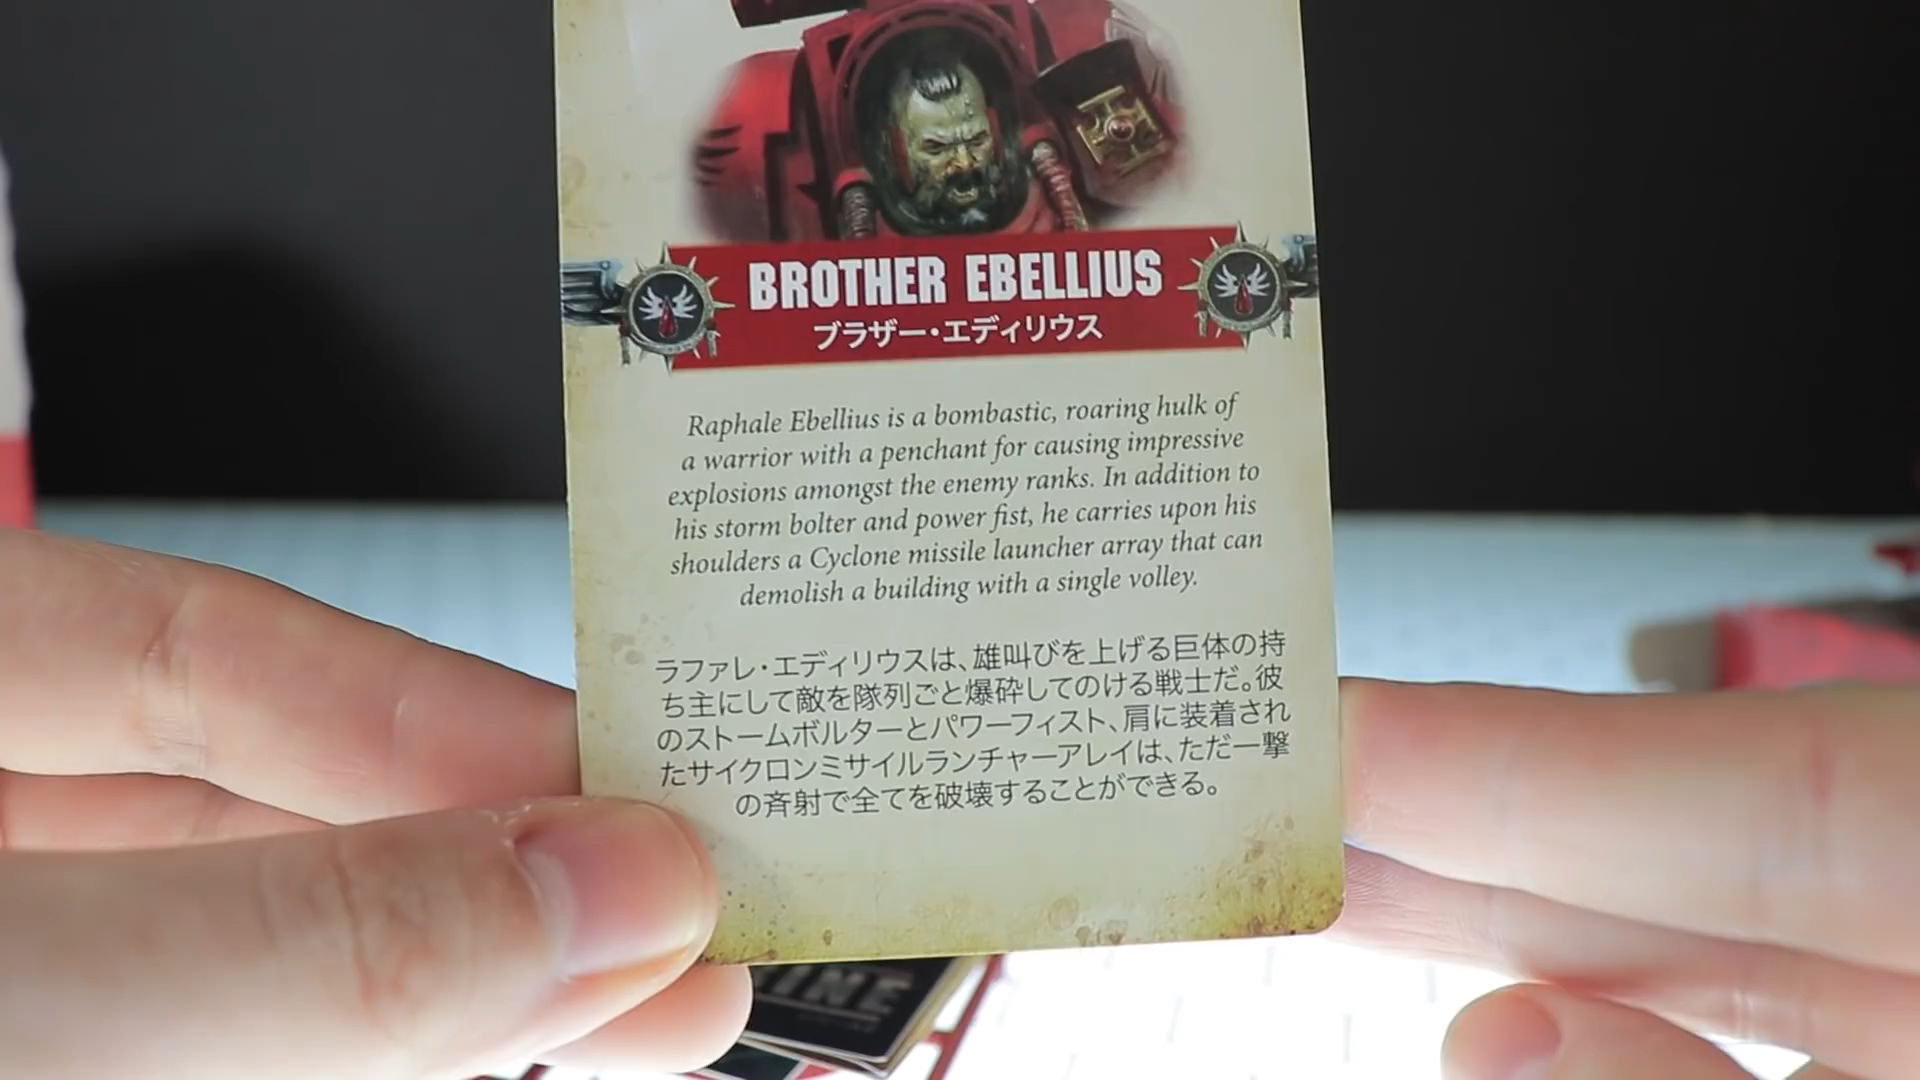 BROTHER EBELLIUS
ブラザー・エディリウス
Raphale Ebellius is a bombastic, roaring hulk of
a warrior with a penchant for causing impressive
explosions amongst the enemy ranks. In addition to
his storm bolter and power fist, he carries upon his
shoulders a Cyclone missile launcher array that can
demolish a building with a single volley.
ラファレ・エディリウスは、雄叫びを上げる巨体の持
ち主にして敵を隊列ごと爆砕してのける戦士だ。彼
のストームボルターとパワーフィスト、肩に装着され
たサイクロンミサイルランチャーアレイは、ただ一撃
の斉射で全てを破壊することができる。